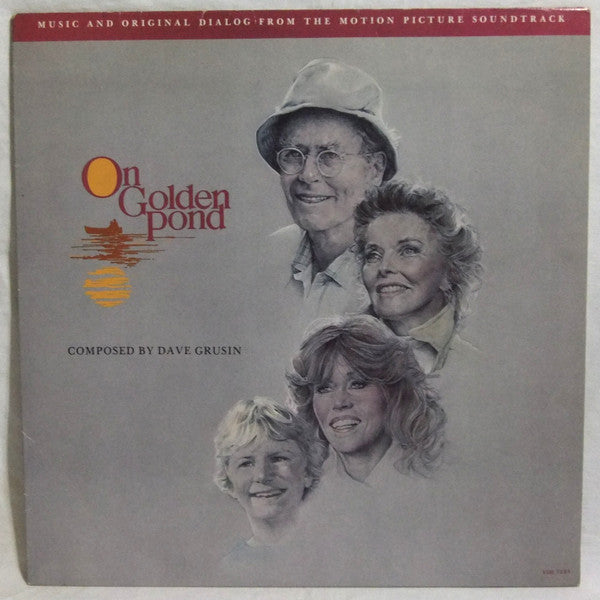 MUSIC AND ORIGINAL DIALOG FROM THE MOTION PICTURE SOUNDTRACK
On
Golden
Pond
COMPOSED BY DAVE GRUSIN